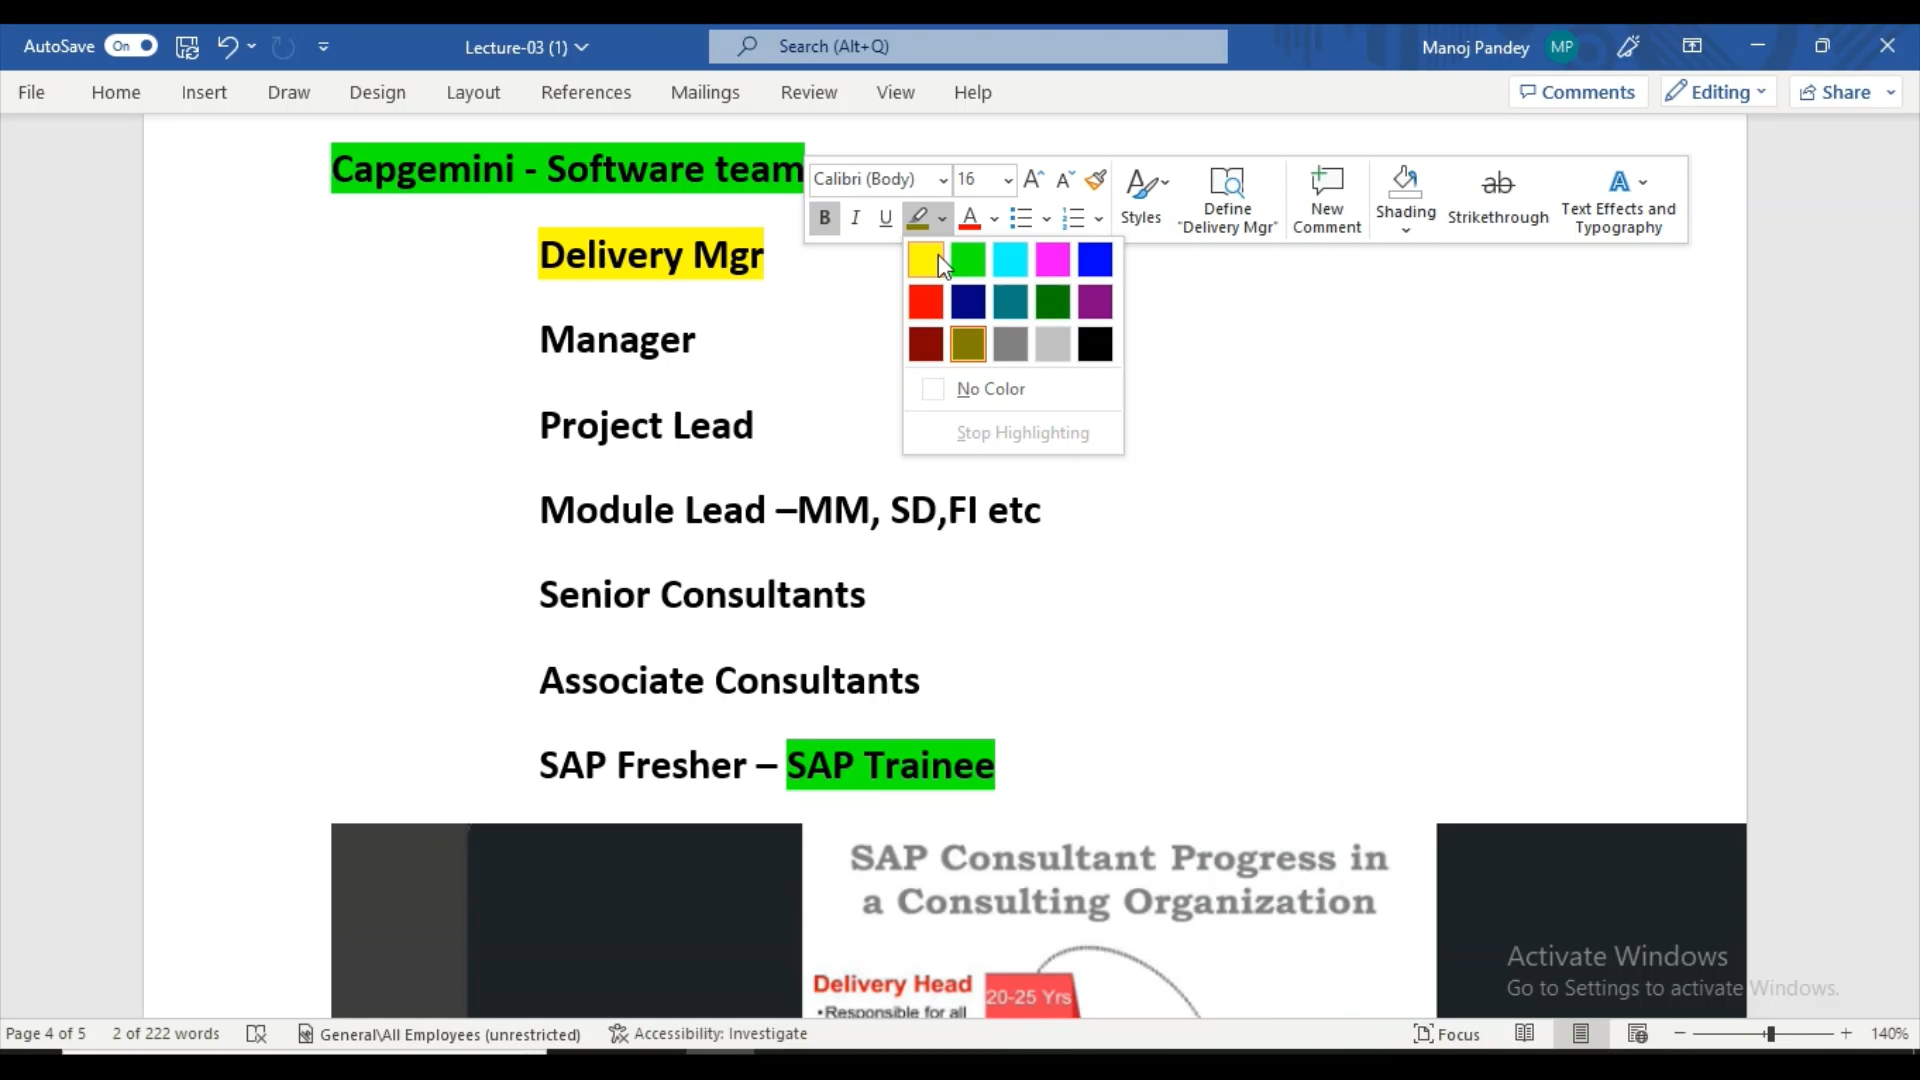 AutoSave On Lecture-03 (1) Search (Alt+Q) Manoj Pandey MP
File Home Insert Draw Design Layout References Mailings Review View Help Comments Editing Share
Capgemini - Software team
Calibri (Body) 16
Styles
Define
"Delivery Mgr"
New
Comment
Shading
Strikethrough
Text Effects and
Typography
B I U
No Color
Stop Highlighting
Delivery Mgr
Manager
Project Lead
Module Lead –MM, SD,FI etc
Senior Consultants
Associate Consultants
SAP Fresher – SAP Trainee
SAP Consultant Progress in
a Consulting Organization
Delivery Head
20-25 Yrs
•Responsible for all
Activate Windows
Go to Settings to activate Windows.
Page 4 of 5 2 of 222 words General\All Employees (unrestricted) Accessibility: Investigate Focus 140%